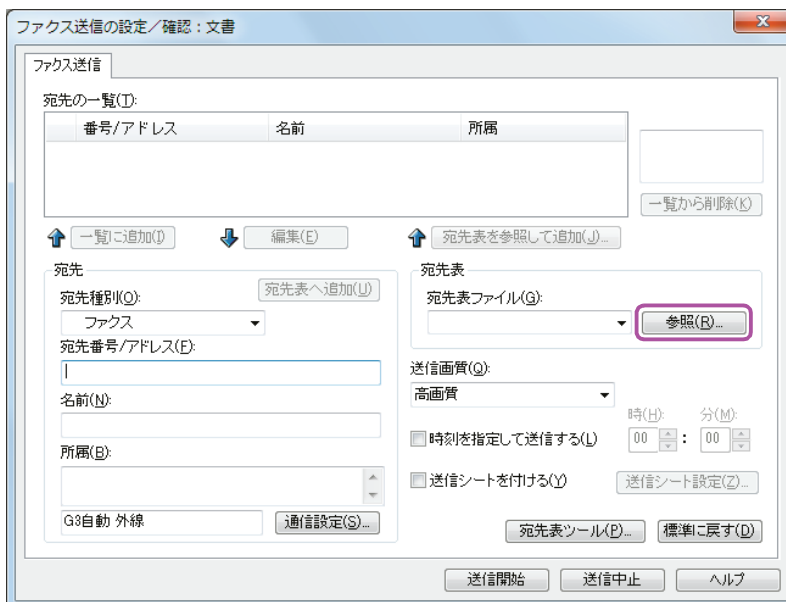 ファクス送信の設定／確認：文書
ファクス送信
宛先の一覧(T):
番号/アドレス 名前 所属
一覧から削除(K)
一覧に追加(I) 編集(E) 宛先表を参照して追加(J)...
宛先
宛先種別(O):
宛先表へ追加(U)
ファクス
宛先番号/アドレス(F):
名前(N):
所属(B):
G3自動 外線
通信設定(S)...
宛先表
宛先表ファイル(G):
参照(R)...
送信画質(Q):
高画質
時(H): 分(M):
時刻を指定して送信する(L) 00 : 00
送信シートを付ける(Y) 送信シート設定(Z)...
宛先表ツール(P)... 標準に戻す(D)
送信開始 送信中止 ヘルプ